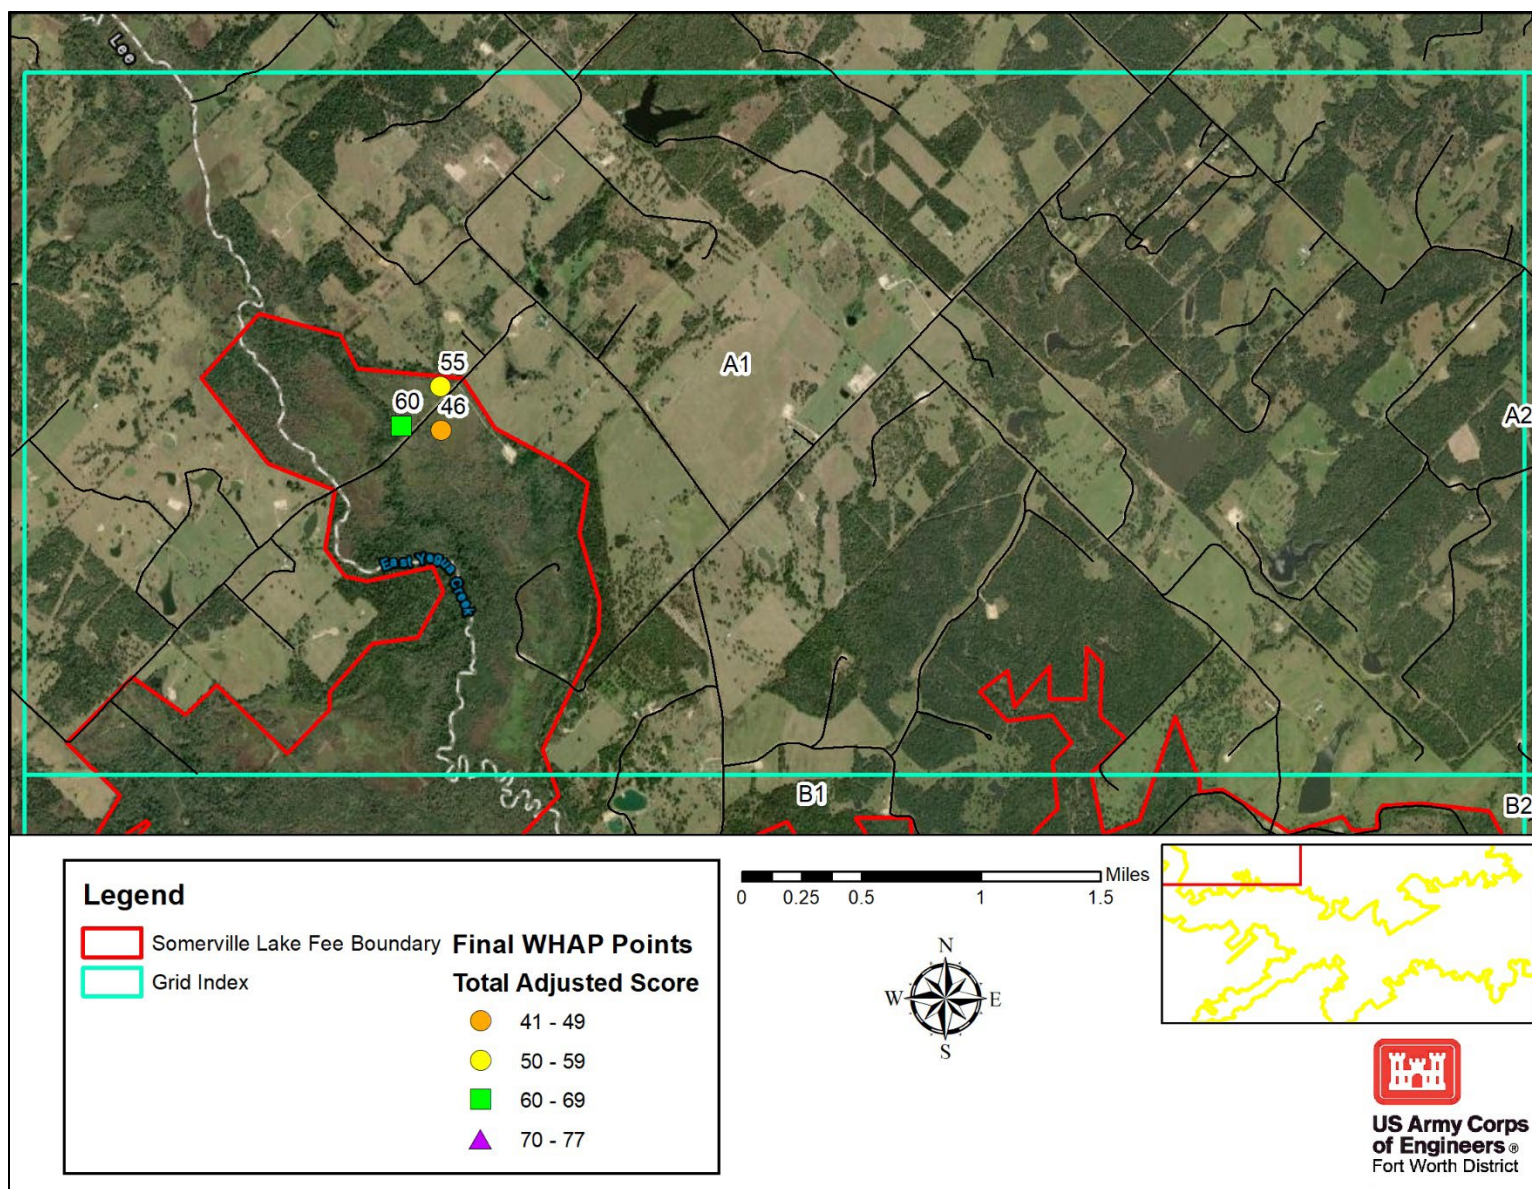 Lee
55
A1
60
46
A2
East Yegua Creek
B1
B2
Legend
Somerville Lake Fee Boundary
Grid Index
Final WHAP Points
Total Adjusted Score
41 - 49
50 - 59
60 - 69
70 - 77
Miles
0 0.25 0.5 1 1.5
N
W E
S
US Army Corps
of Engineers ®
Fort Worth District